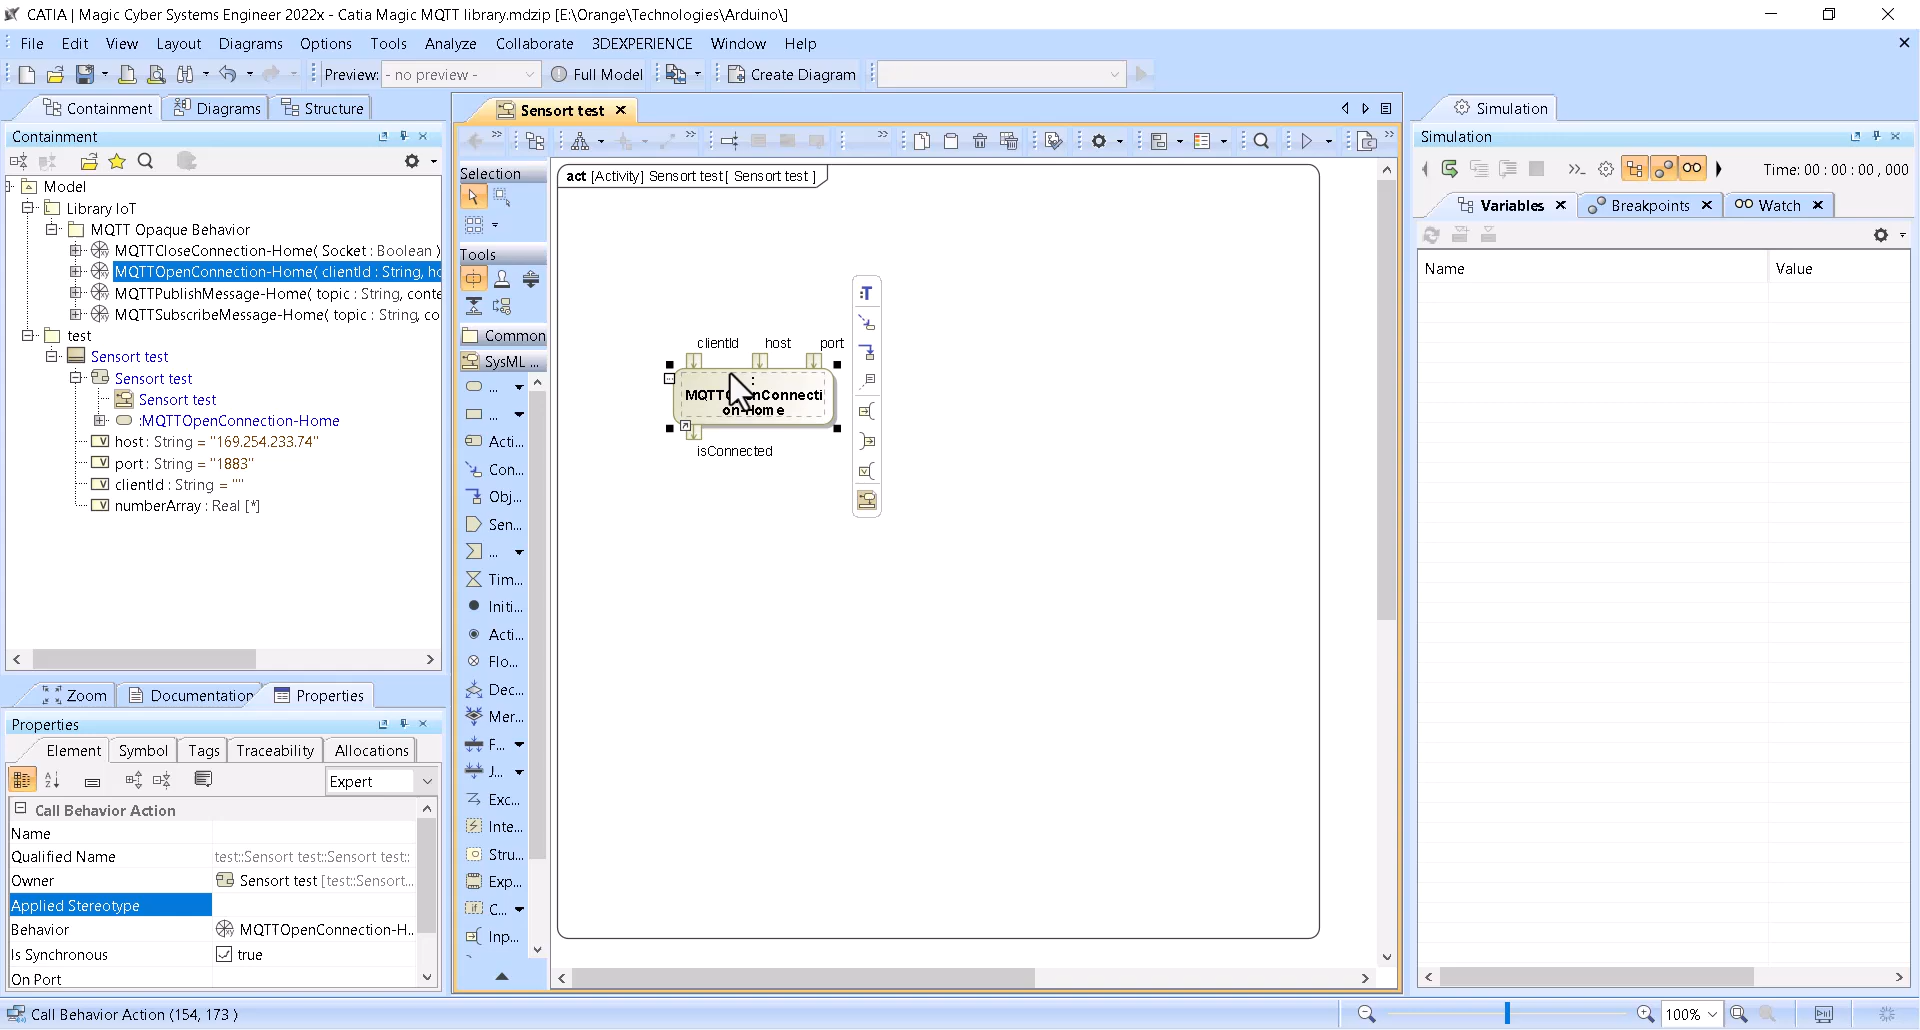 CATIA | Magic Cyber Systems Engineer 2022x - Catia Magic MQTT library.mdzip [E:\Orange\Technologies\Arduino\]
File Edit View Layout Diagrams Options Tools Analyze Collaborate 3DEXPERIENCE Window Help
Preview: - no preview - Full Model Create Diagram
Containment Diagrams Structure
Containment
Model
Library IoT
MQTT Opaque Behavior
MQTTCloseConnection-Home( Socket : Boolean )
MQTTOpenConnection-Home( clientId : String, ho
MQTTPublishMessage-Home( topic : String, conte
MQTTSubscribeMessage-Home( topic : String, co
test
Sensort test
Sensort test
Sensort test
:MQTTOpenConnection-Home
host : String = "169.254.233.74"
port : String = "1883"
clientId : String = ""
numberArray : Real [*]
Zoom Documentation Properties
Properties
Element Symbol Tags Traceability Allocations
Expert
Call Behavior Action
Name
Qualified Name test::Sensort test::Sensort test::
Owner Sensort test [test::Sensort...
Applied Stereotype
Behavior MQTTOpenConnection-H..
Is Synchronous true
On Port
Call Behavior Action (154, 173 )
Sensort test
Selection
Tools
Common
SysML ...
...
...
Acti...
Con...
Obj...
Sen...
...
Tim...
Initi...
Acti...
Flo...
Dec...
Mer...
F...
J...
Exc...
Inte...
Stru...
Exp...
C...
Inp...
act [Activity] Sensort test[ Sensort test ]
:T
clientId host port
:
isConnected
Simulation
Simulation
Time: 00 : 00 : 00 ,000
Variables Breakpoints Watch
Name Value
100%